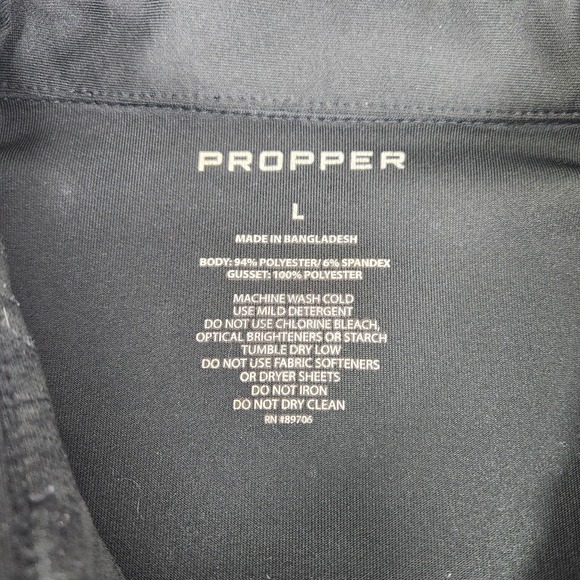 PROPPER
L
MADE IN BANGLADESH
BODY: 94% POLYESTER/ 6% SPANDEX
GUSSET: 100% POLYESTER
MACHINE WASH COLD
USE MILD DETERGENT
DO NOT USE CHLORINE BLEACH,
OPTICAL BRIGHTENERS OR STARCH
TUMBLE DRY LOW
DO NOT USE FABRIC SOFTENERS
OR DRYER SHEETS
DO NOT IRON
DO NOT DRY CLEAN
RN #89706